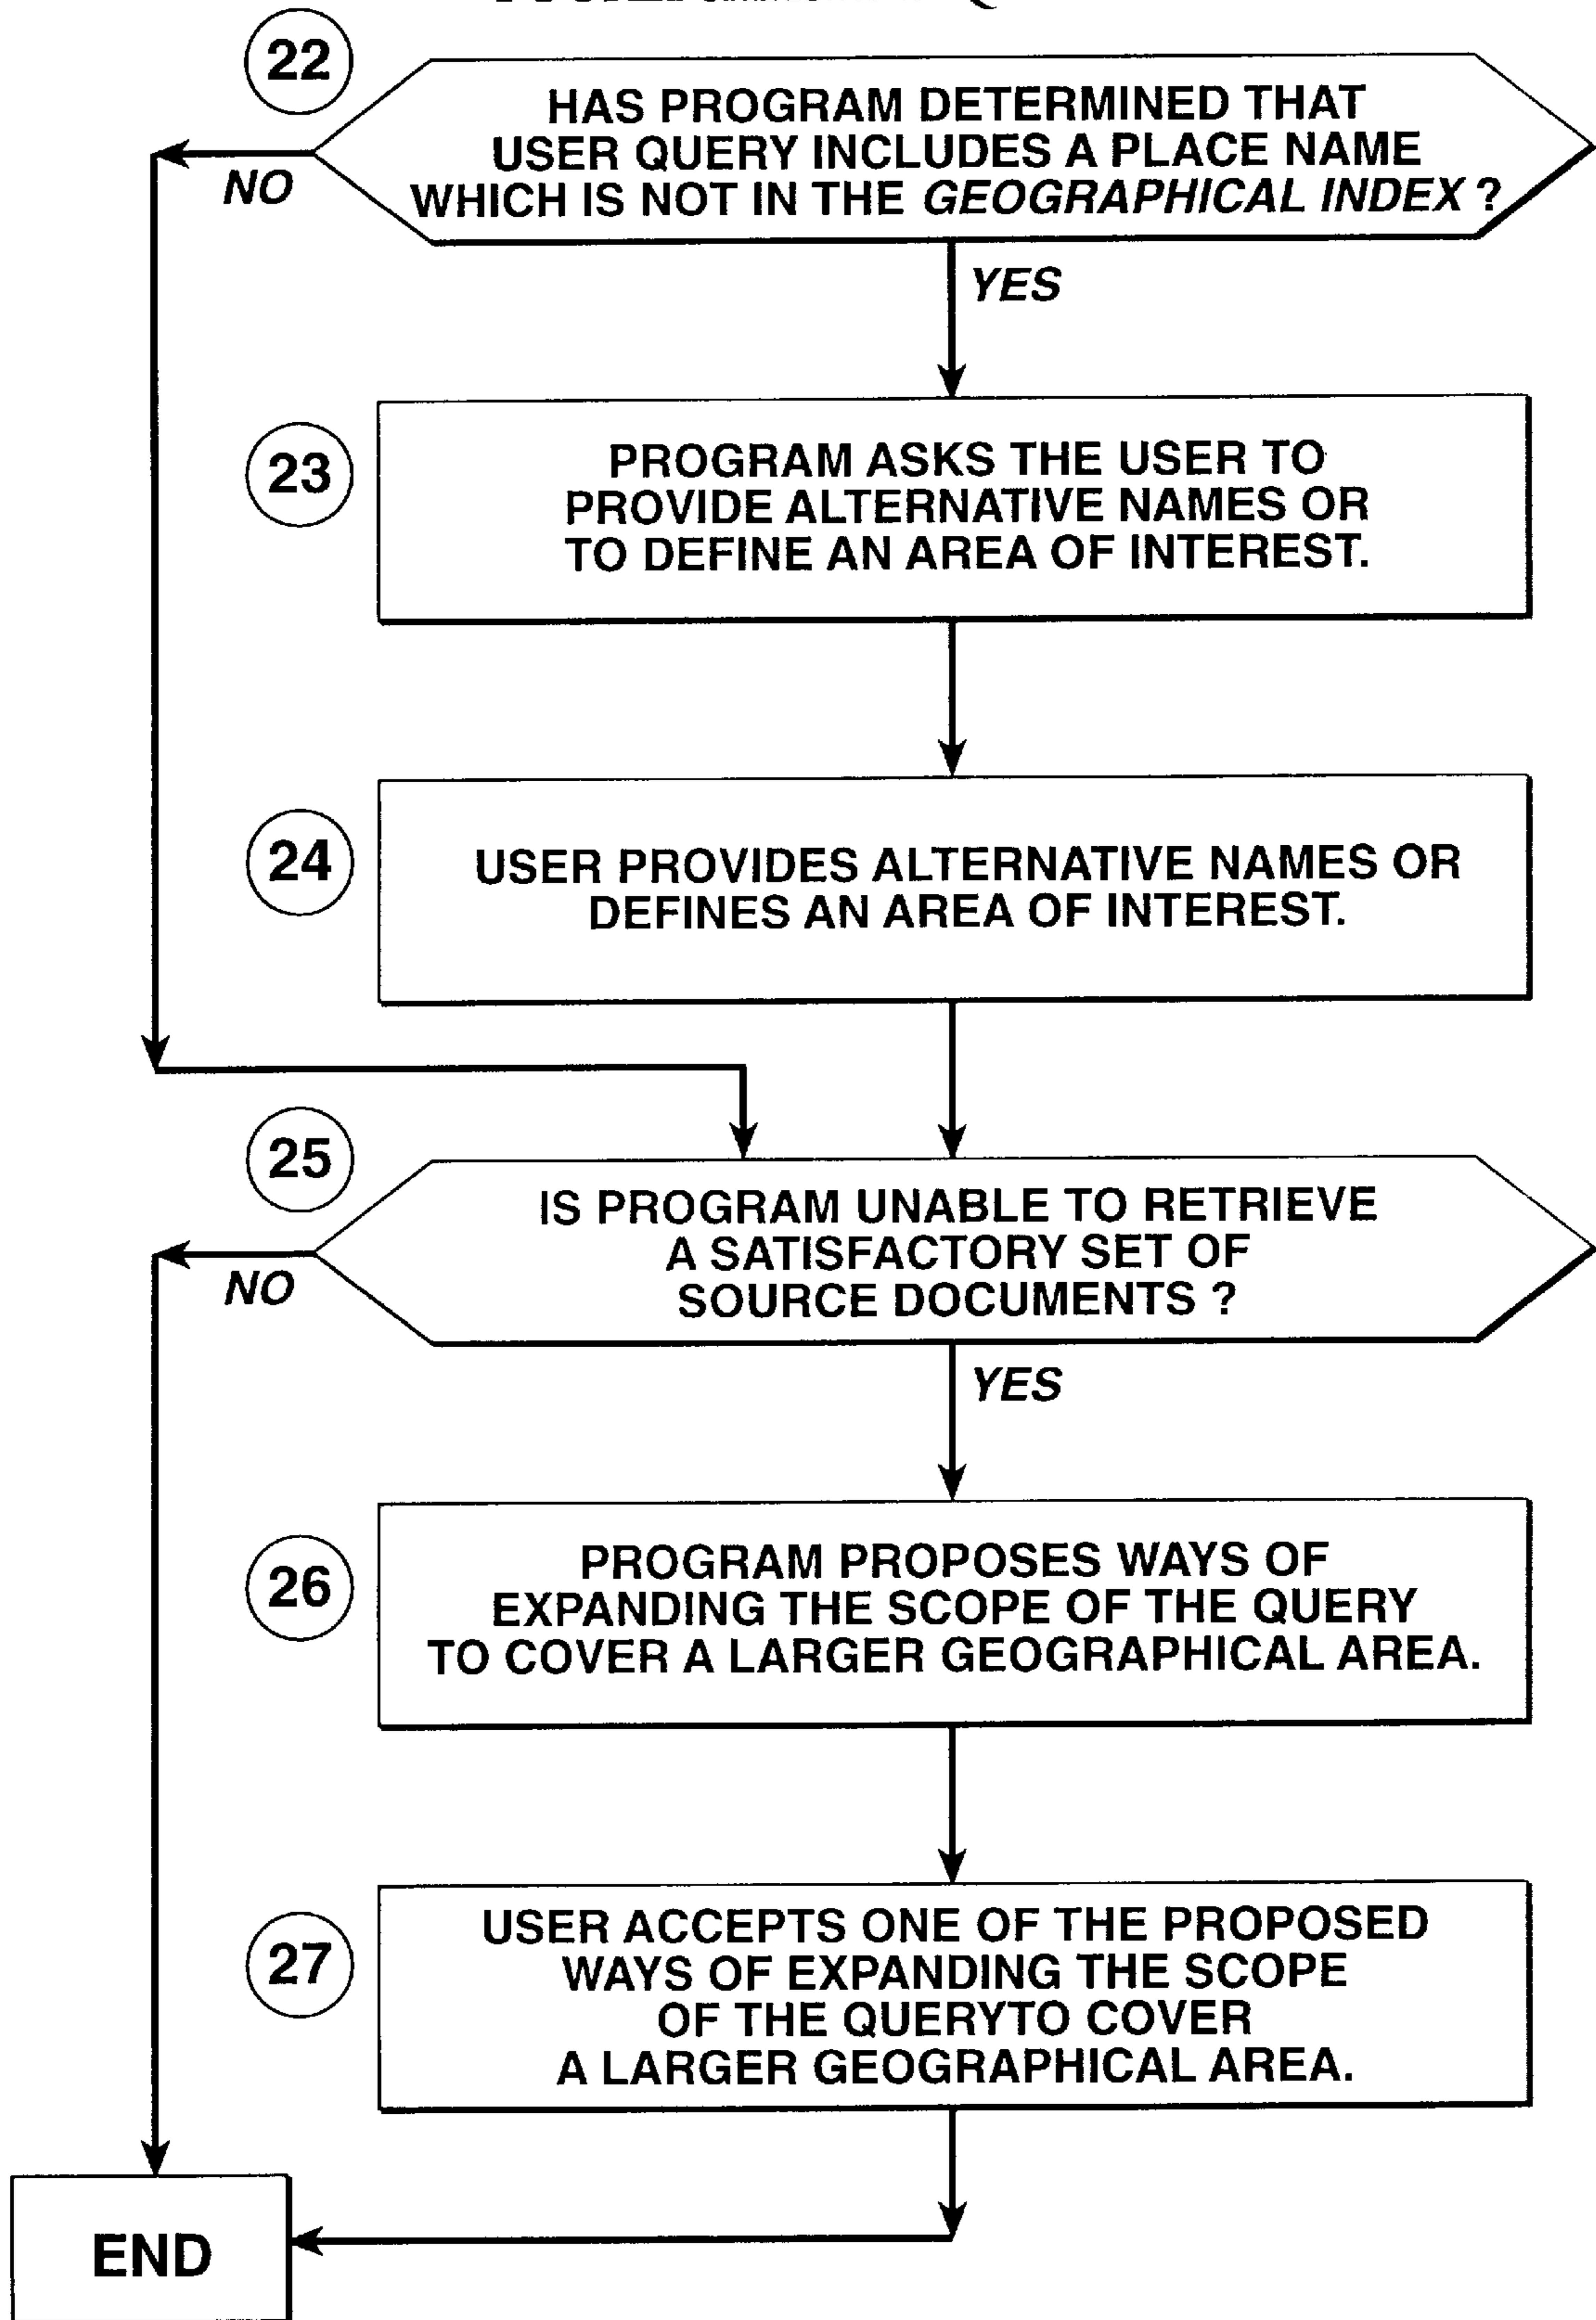 22
HAS PROGRAM DETERMINED THAT
USER QUERY INCLUDES A PLACE NAME
WHICH IS NOT IN THE GEOGRAPHICAL INDEX ?
NO
YES
23
PROGRAM ASKS THE USER TO
PROVIDE ALTERNATIVE NAMES OR
TO DEFINE AN AREA OF INTEREST.
24
USER PROVIDES ALTERNATIVE NAMES OR
DEFINES AN AREA OF INTEREST.
25
IS PROGRAM UNABLE TO RETRIEVE
A SATISFACTORY SET OF
SOURCE DOCUMENTS ?
NO
YES
26
PROGRAM PROPOSES WAYS OF
EXPANDING THE SCOPE OF THE QUERY
TO COVER A LARGER GEOGRAPHICAL AREA.
27
USER ACCEPTS ONE OF THE PROPOSED
WAYS OF EXPANDING THE SCOPE
OF THE QUERYTO COVER
A LARGER GEOGRAPHICAL AREA.
END